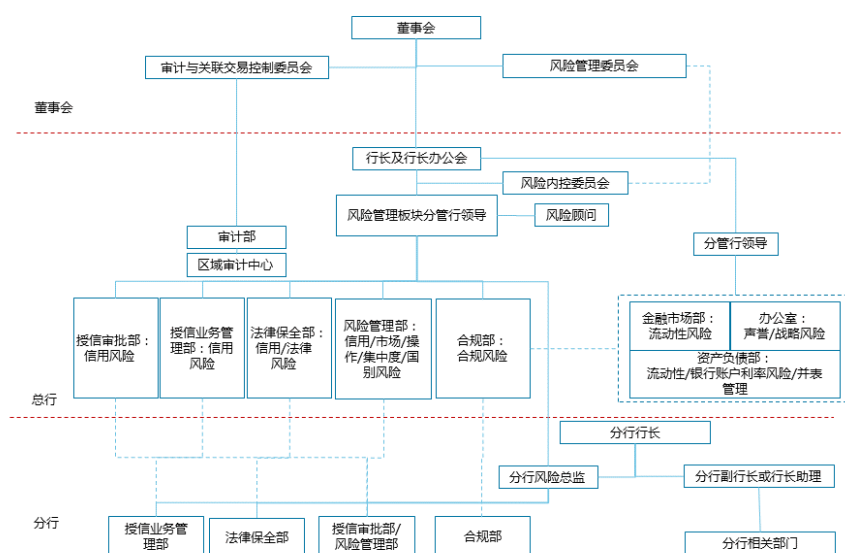 董事会
审计与关联交易控制委员会
风险管理委员会
董事会
行长及行长办公会
风险内控委员会
风险管理板块分管行领导
风险顾问
审计部
分管行领导
区域审计中心
授信审批部：
信用风险
授信业务管
理部：信用
风险
法律保全部：
信用/法律
风险
风险管理部：
信用/市场/操
作/集中度/国
别风险
合规部：
合规风险
金融市场部：
流动性风险
办公室：
声誉/战略风险
资产负债部：
流动性/银行账户利率风险/并表
管理
总行
分行行长
分行风险总监
分行副行长或行长助理
分行
授信业务管
理部
法律保全部
授信审批部/
风险管理部
合规部
分行相关部门